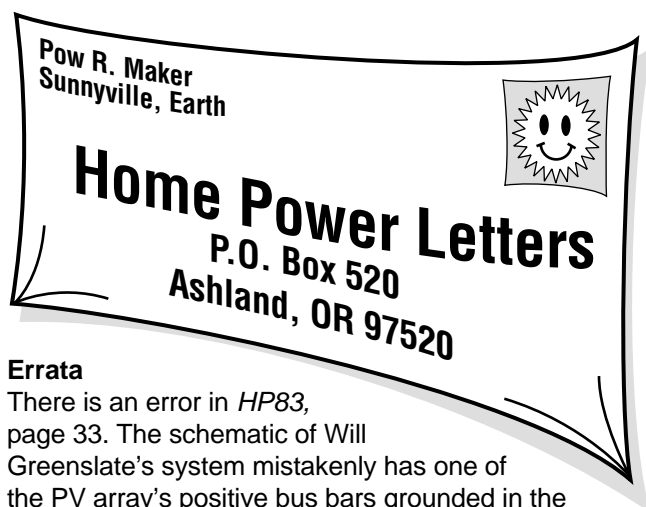 Pow R. Maker
Sunnyville, Earth
Home Power Letters
P.O. Box 520
Ashland, OR 97520
Errata
There is an error in HP83,
page 33. The schematic of Will
Greenslate's system mistakenly has one of
the PV array's positive bus bars grounded in the